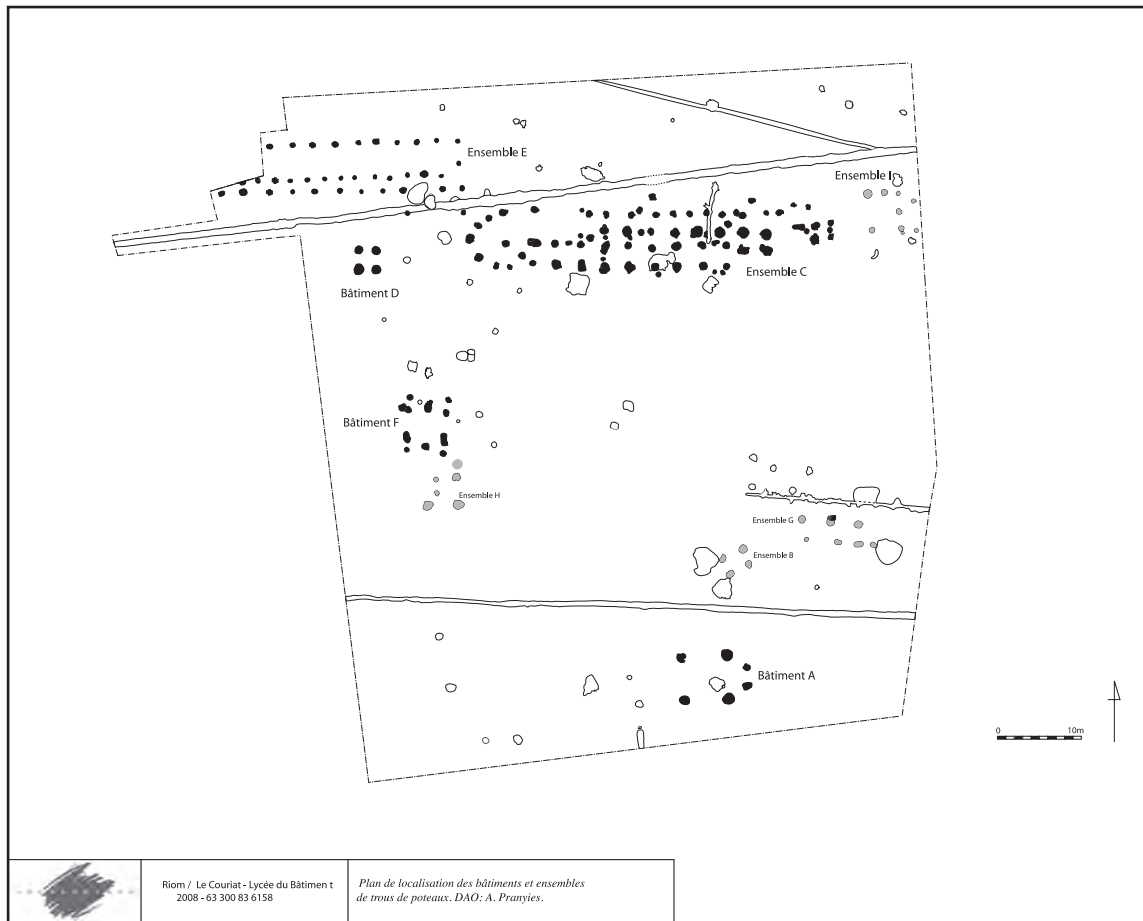 Ensemble E
Ensemble I
Ensemble C
Bâtiment D
Bâtiment F
Ensemble H
Ensemble G
Ensemble B
Bâtiment A
0 10m
Riom / Le Couriat - Lycée du Bâtimen t
2008 - 63 300 83 6158
Plan de localisation des bâtiments et ensembles
de trous de poteaux. DAO: A. Pranyies.